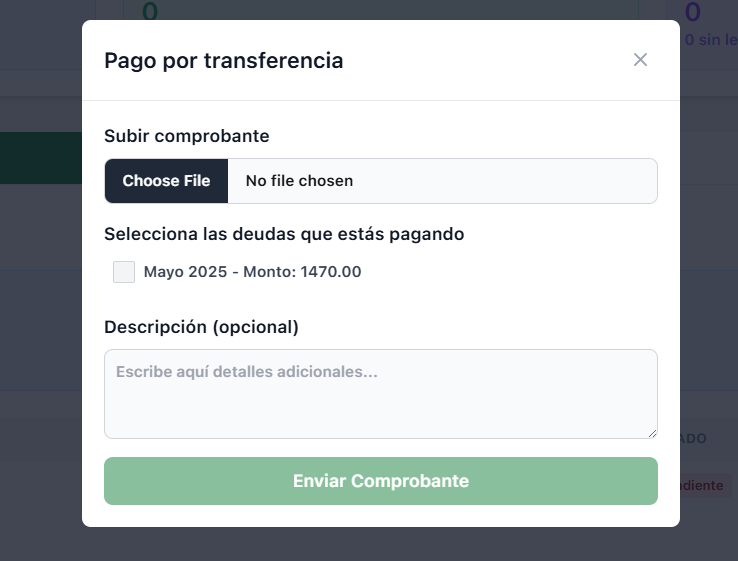 0
0
0 sin le
Pago por transferencia
Subir comprobante
Choose File No file chosen
Selecciona las deudas que estás pagando
Mayo 2025 - Monto: 1470.00
Descripción (opcional)
Escribe aquí detalles adicionales...
ADO
ndiente
Enviar Comprobante